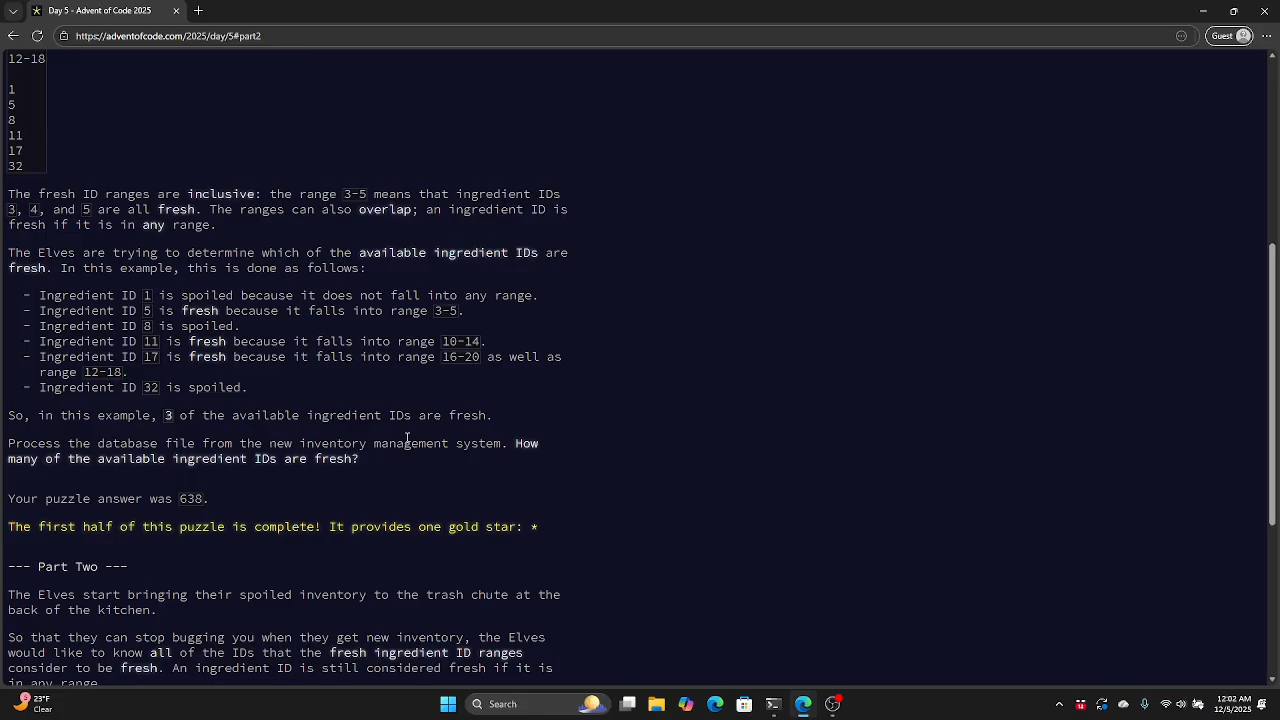 Day 5 - Advent of Code 2025
https://adventofcode.com/2025/day/5#part2
Guest
12-18
1
5
8
11
17
32
The fresh ID ranges are inclusive: the range 3-5 means that ingredient IDs
3, 4, and 5 are all fresh. The ranges can also overlap; an ingredient ID is
fresh if it is in any range.
The Elves are trying to determine which of the available ingredient IDs are
fresh. In this example, this is done as follows:
- Ingredient ID 1 is spoiled because it does not fall into any range.
- Ingredient ID 5 is fresh because it falls into range 3-5.
- Ingredient ID 8 is spoiled.
- Ingredient ID 11 is fresh because it falls into range 10-14.
- Ingredient ID 17 is fresh because it falls into range 16-20 as well as
range 12-18.
- Ingredient ID 32 is spoiled.
So, in this example, 3 of the available ingredient IDs are fresh.
Process the database file from the new inventory management system. How
many of the available ingredient IDs are fresh?
Your puzzle answer was 638.
The first half of this puzzle is complete! It provides one gold star: *
--- Part Two ---
The Elves start bringing their spoiled inventory to the trash chute at the
back of the kitchen.
So that they can stop bugging you when they get new inventory, the Elves
would like to know all of the IDs that the fresh ingredient ID ranges
consider to be fresh. An ingredient ID is still considered fresh if it is
in any range.
23°F
Clear
Search
12:02 AM
12/5/2025